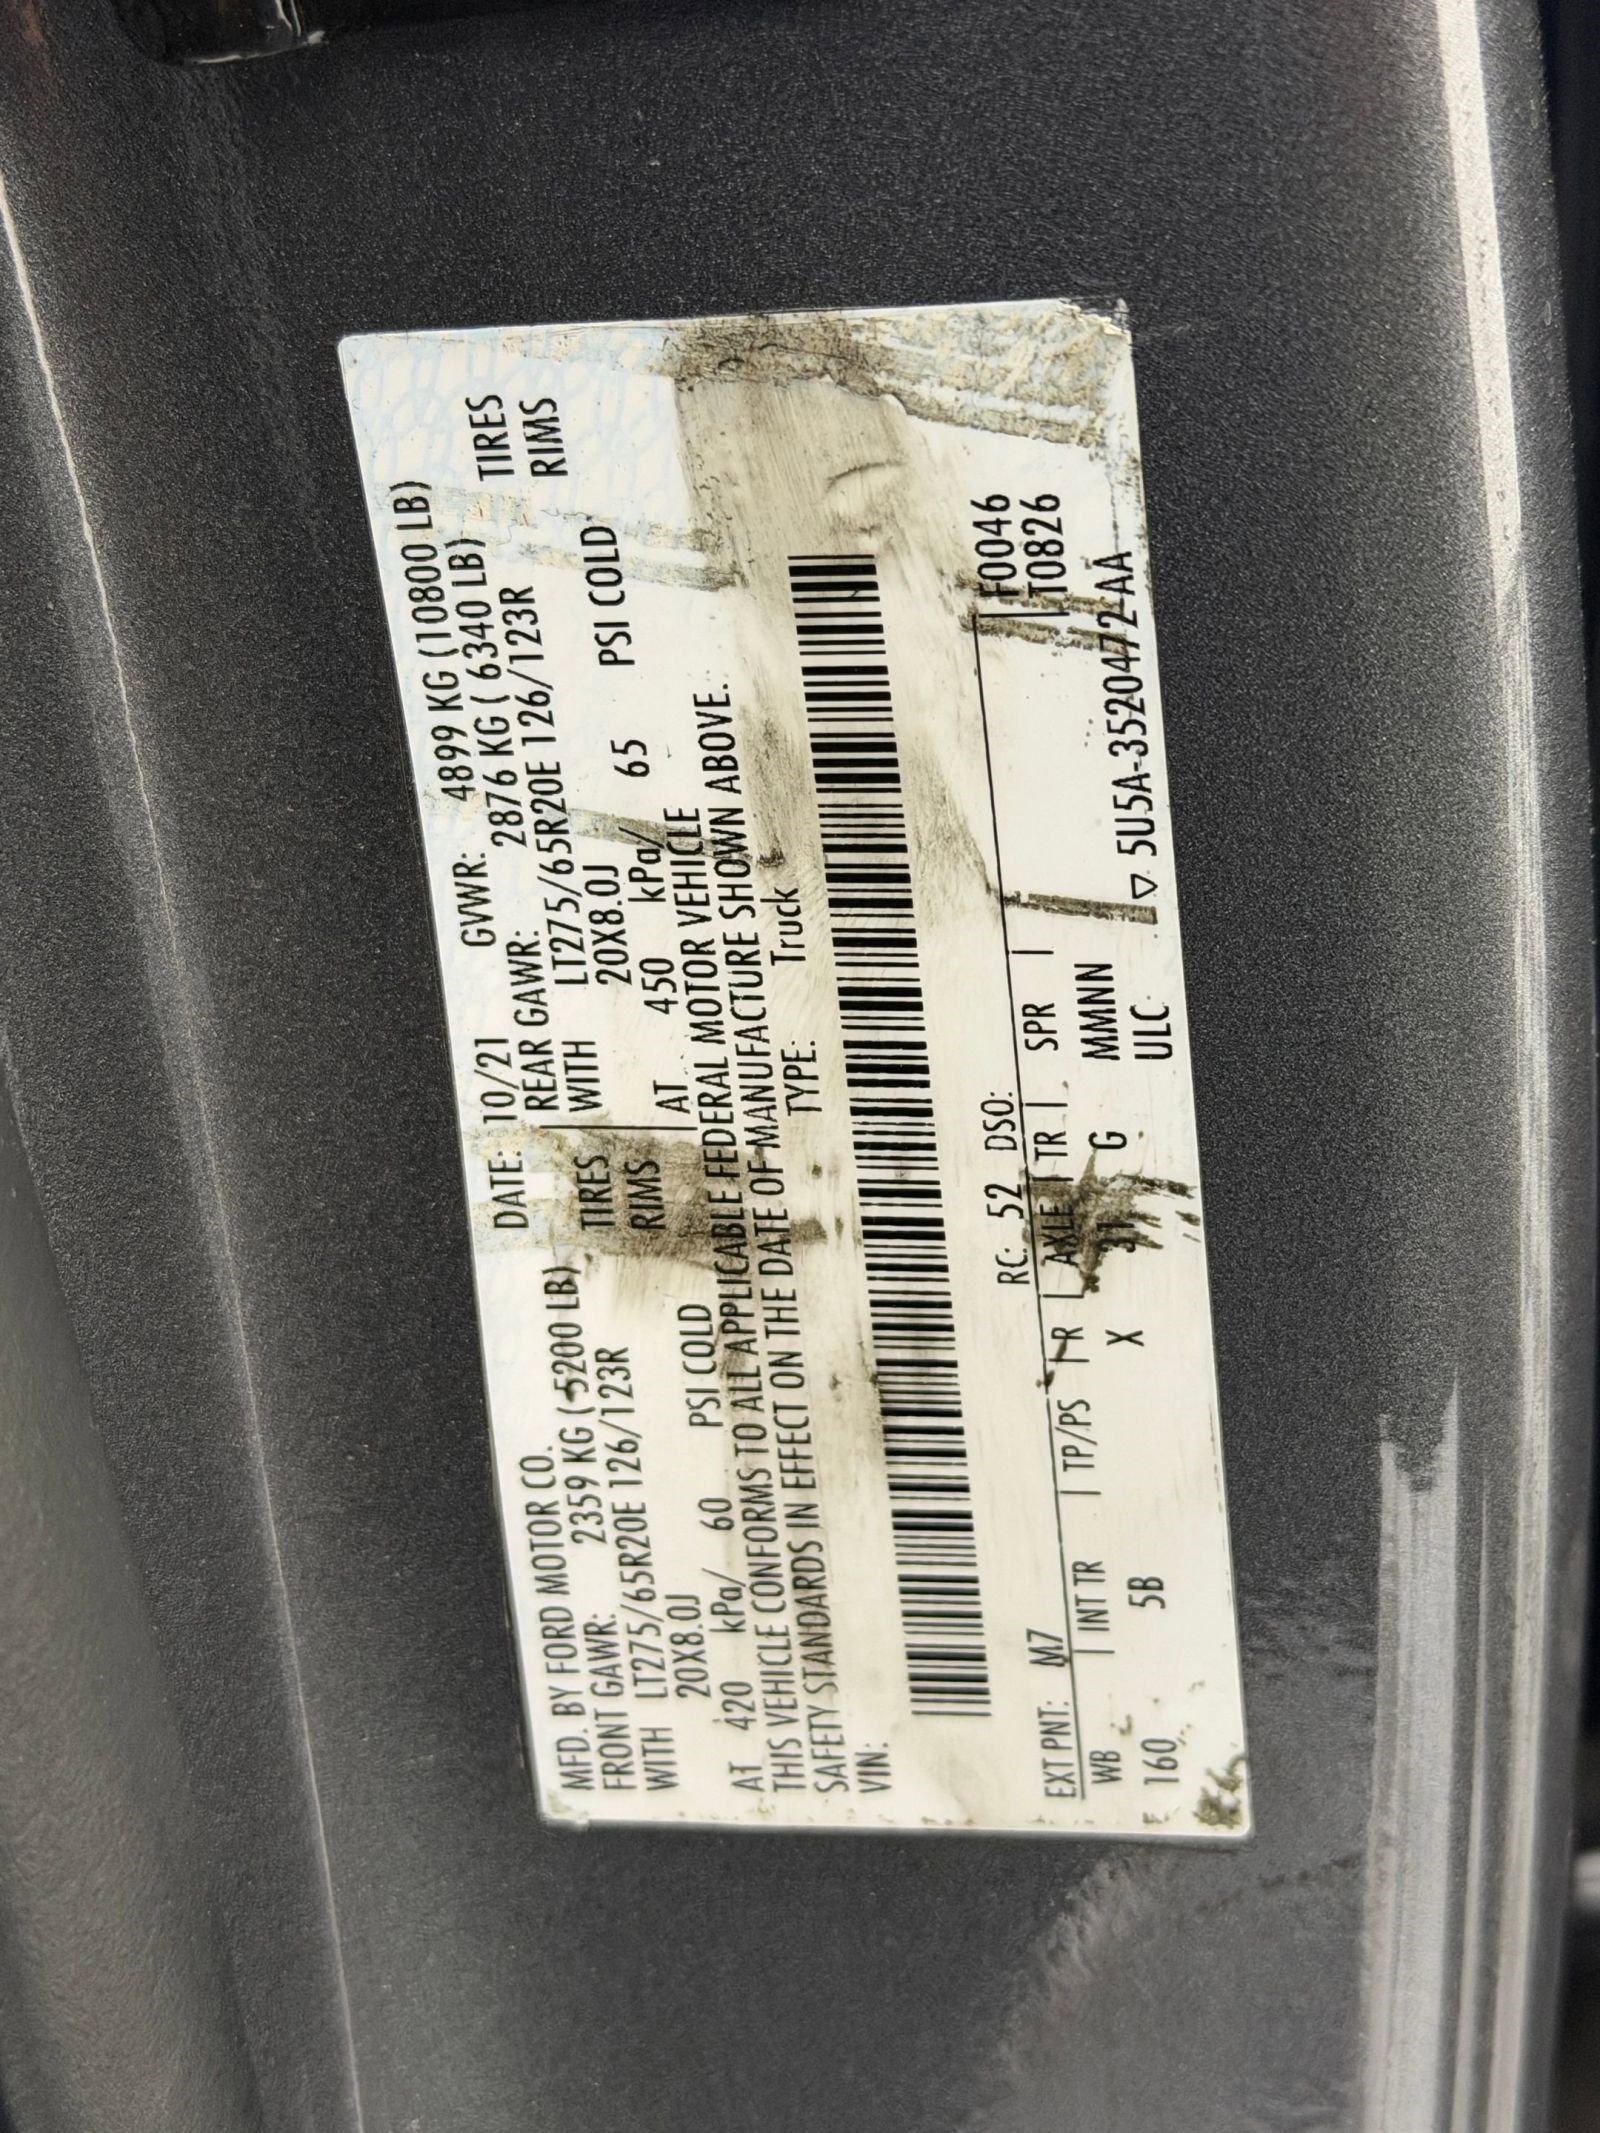 MFD. BY FORD MOTOR CO. DATE: 10/21 GVWR: 4899 KG (10800 LB)
FRONT GAWR: 2359 KG (5200 LB) REAR GAWR: 2876 KG ( 6340 LB)
WITH LT275/65R20E 126/123R TIRES WITH LT275/65R20E 126/123R TIRES
20X8.0J RIMS 20X8.0J RIMS
AT 420 kPa/ 60 PSI COLD AT 450 kPa/ 65 PSI COLD
THIS VEHICLE CONFORMS TO ALL APPLICABLE FEDERAL MOTOR VEHICLE
SAFETY STANDARDS IN EFFECT ON THE DATE OF MANUFACTURE SHOWN ABOVE.
VIN: TYPE: Truck
EXT PNT: M7 RC: 52 DSO: F0046
WB INT TR TP/PS R AXLE TR SPR T0826
160 5B X 31 G MMNNN
ULC ▽ 5U5A-3520472-AA